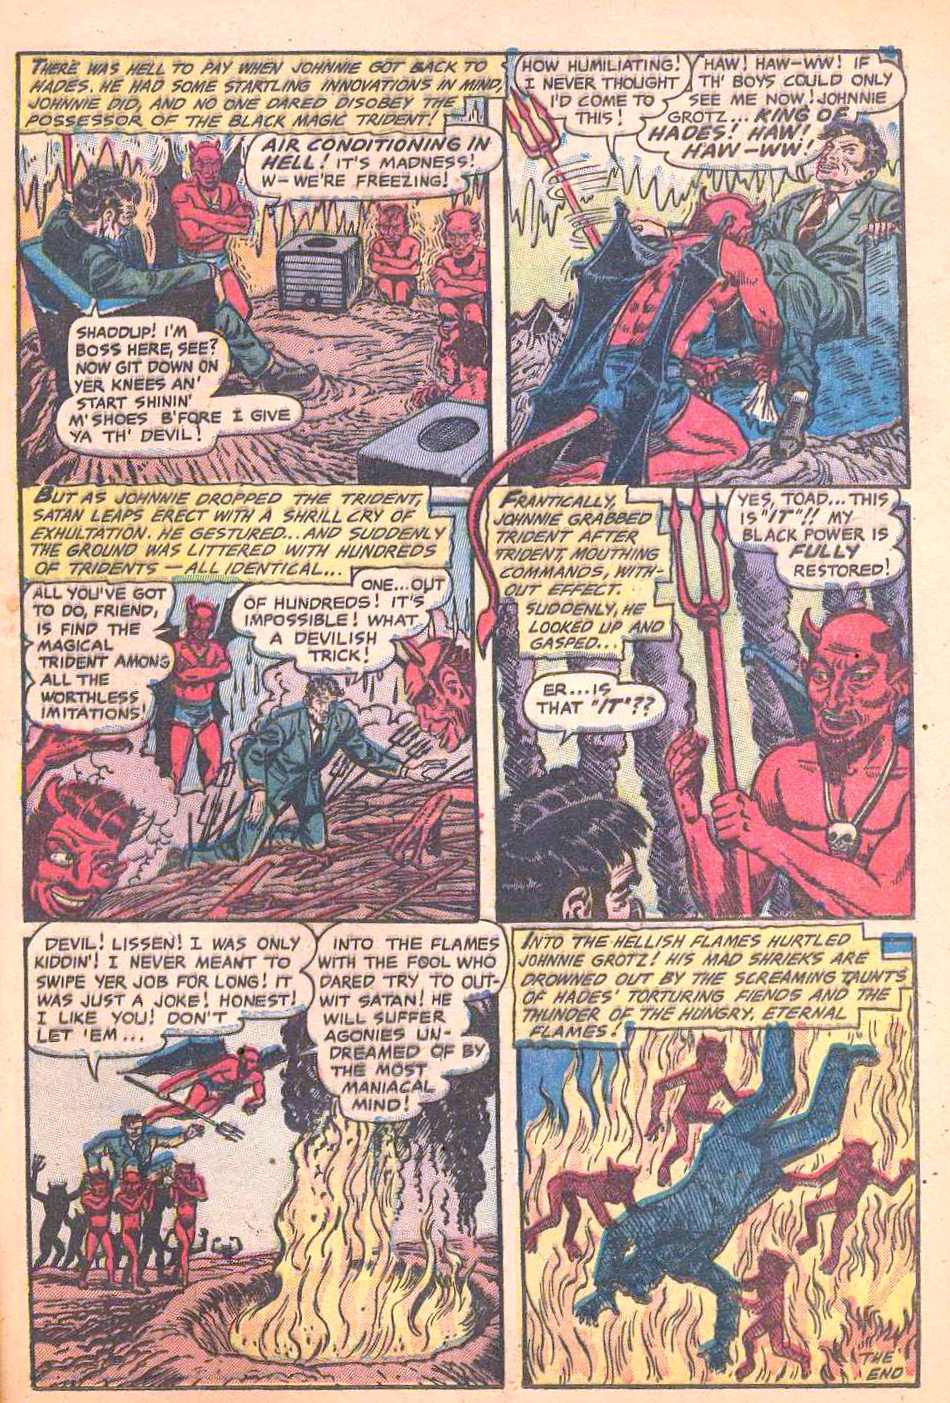 THERE WAS HELL TO PAY WHEN JOHNNIE GOT BACK TO
HADES. HE HAD SOME STARTLING INNOVATIONS IN MIND,
JOHNNIE DID, AND NO ONE DARED DISOBEY THE
POSSESSOR OF THE BLACK MAGIC TRIDENT!
AIR CONDITIONING IN
HELL! IT'S MADNESS!
W-WE'RE FREEZING!
SHADDUP! I'M
BOSS HERE, SEE?
NOW GIT DOWN ON
YER KNEES AN'
START SHININ'
M'SHOES B'FORE I GIVE
YA TH' DEVIL!
HOW HUMILIATING!
I NEVER THOUGHT
I'D COME TO
THIS!
HAW! HAW-WW! IF
TH' BOYS COULD ONLY
SEE ME NOW! JOHNNIE
GROTZ... KING OF
HADES! HAW!
HAW-WW!
BUT AS JOHNNIE DROPPED THE TRIDENT,
SATAN LEAPS ERECT WITH A SHRILL CRY OF
EXHULTATION. HE GESTURED...AND SUDDENLY
THE GROUND WAS LITTERED WITH HUNDREDS
OF TRIDENTS — ALL IDENTICAL...
ALL YOU'VE GOT
TO DO, FRIEND,
IS FIND THE
MAGICAL
TRIDENT AMONG
ALL THE
WORTHLESS
IMITATIONS!
ONE...OUT
OF HUNDREDS! IT'S
IMPOSSIBLE! WHAT
A DEVILISH
TRICK!
FRANTICALLY,
JOHNNIE GRABBED
TRIDENT AFTER
TRIDENT, MOUTHING
COMMANDS, WITH-
OUT EFFECT.
SUDDENLY, HE
LOOKED UP AND
GASPED...
ER...IS
THAT "IT"??
YES, TOAD...THIS
IS "IT"!! MY
BLACK POWER IS
FULLY
RESTORED!
DEVIL! LISSEN! I WAS ONLY
KIDDIN'! I NEVER MEANT TO
SWIPE YER JOB FOR LONG! IT
WAS JUST A JOKE! HONEST!
I LIKE YOU! DON'T
LET 'EM...
INTO THE FLAMES
WITH THE FOOL WHO
DARED TRY TO OUT-
WIT SATAN! HE
WILL SUFFER
AGONIES UN-
DREAMED OF BY
THE MOST
MANIACAL
MIND!
INTO THE HELLISH FLAMES HURTLED
JOHNNIE GROTZ! HIS MAD SHRIEKS ARE
DROWNED OUT BY THE SCREAMING TAUNTS
OF HADES' TORTURING FIENDS AND THE
THUNDER OF THE HUNGRY, ETERNAL
FLAMES!
THE
END